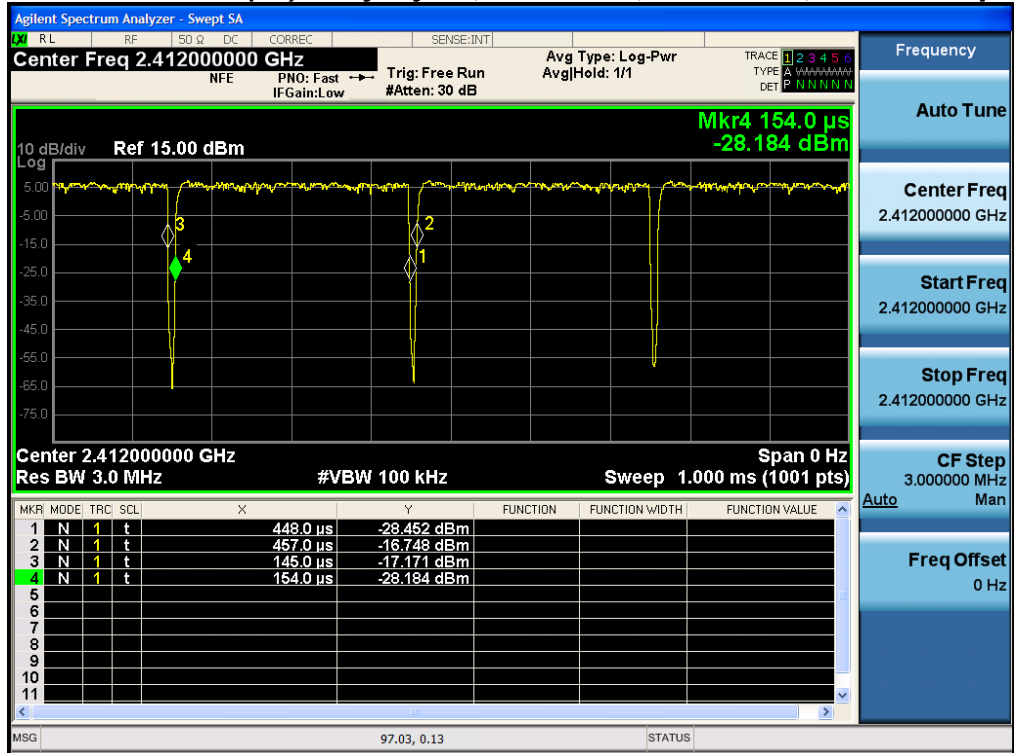 Agilent Spectrum Analyzer - Swept SA
LXI RL RF 50 Ω DC CORREC SENSE:INT
Center Freq 2.412000000 GHz
NFE PNO: Fast IFGain:Low
Trig: Free Run
#Atten: 30 dB
Avg Type: Log-Pwr
Avg|Hold: 1/1
TRACE 1 2 3 4 5 6
TYPE A WWWWWW
DET P N N N N N
Mkr4 154.0 µs
-28.184 dBm
10 dB/div Ref 15.00 dBm
Log
5.00
-5.00
-15.0
-25.0
-35.0
-45.0
-55.0
-65.0
-75.0
3
4
2
1
Center 2.412000000 GHz Span 0 Hz
Res BW 3.0 MHz #VBW 100 kHz Sweep 1.000 ms (1001 pts)
MKR MODE TRC SCL X Y FUNCTION FUNCTION WIDTH FUNCTION VALUE
1 N 1 t 448.0 µs -28.452 dBm
2 N 1 t 457.0 µs -16.748 dBm
3 N 1 t 145.0 µs -17.171 dBm
4 N 1 t 154.0 µs -28.184 dBm
5
6
7
8
9
10
11
MSG 97.03, 0.13 STATUS
Frequency
Auto Tune
Center Freq
2.412000000 GHz
Start Freq
2.412000000 GHz
Stop Freq
2.412000000 GHz
CF Step
3.000000 MHz
Auto Man
Freq Offset
0 Hz